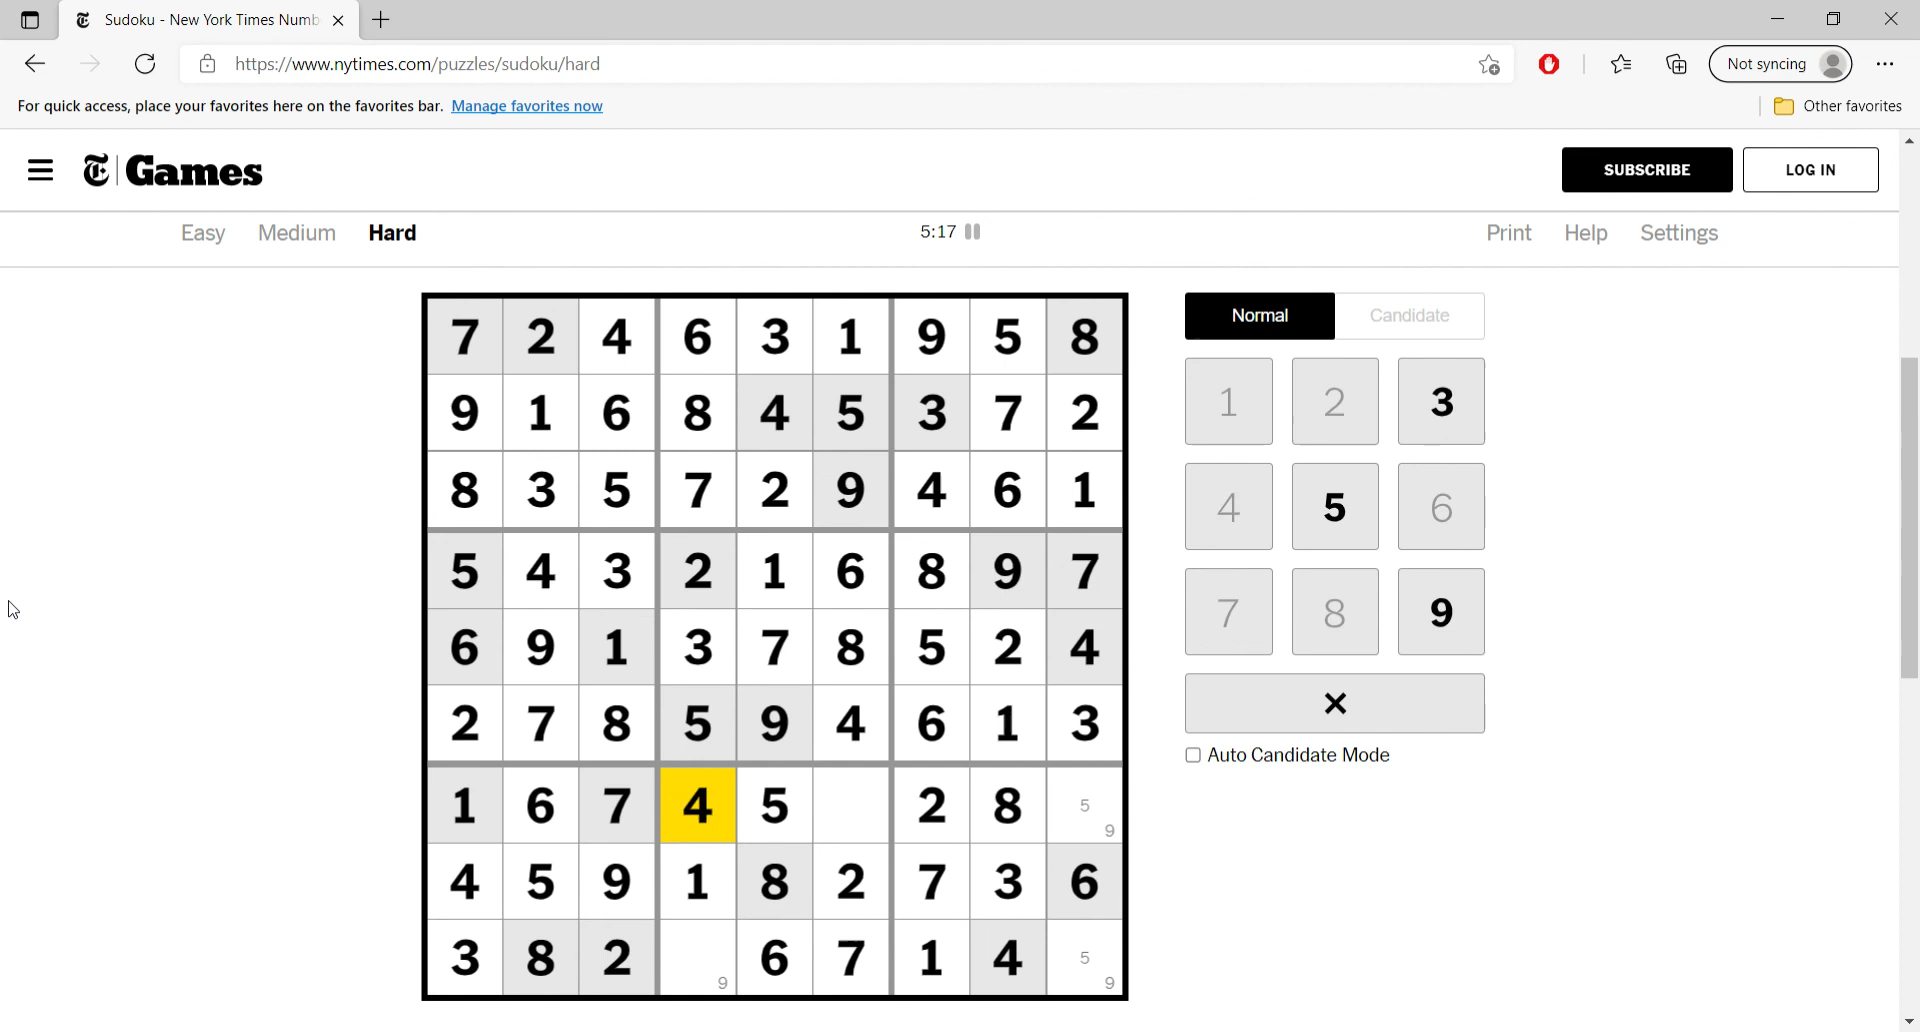 Sudoku - New York Times Numb
https://www.nytimes.com/puzzles/sudoku/hard
Not syncing
For quick access, place your favorites here on the favorites bar. Manage favorites now
Other favorites
Games
SUBSCRIBE
LOG IN
Easy Medium Hard
5:17
Print Help Settings
7 2 4 6 3 1 9 5 8
9 1 6 8 4 5 3 7 2
8 3 5 7 2 9 4 6 1
5 4 3 2 1 6 8 9 7
6 9 1 3 7 8 5 2 4
2 7 8 5 9 4 6 1 3
1 6 7 4 5 2 8 5 9
4 5 9 1 8 2 7 3 6
3 8 2 9 6 7 1 4 5 9
Normal Candidate
1 2 3
4 5 6
7 8 9
Auto Candidate Mode